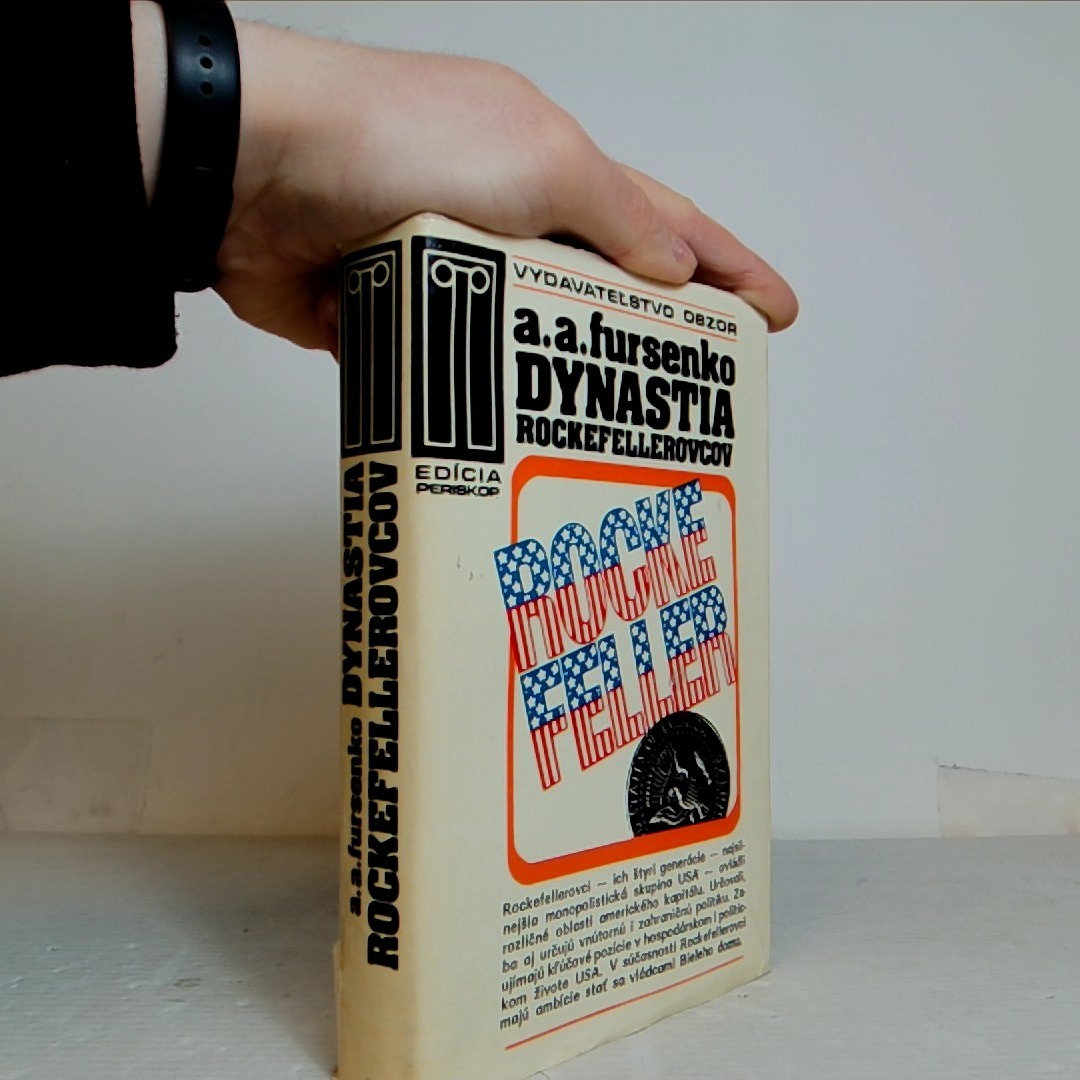 VYDAVATEĽSTVO OBZOR
a.a.fursenko
DYNASTIA
ROCKEFELLEROVCOV
EDÍCIA
PERISKOP
ROCKE
FELLER
Rockefellerovci — ich štyri generácie — najsil-
nejšia monopolistická skupina USA — ovládli
rozličné oblasti amerického kapitálu. Určovali,
ba aj určujú vnútornú i zahraničnú politiku. Za-
ujímajú kľúčové pozície v hospodárskom i politic-
kom živote USA. V súčasnosti Rockefellerovci
majú ambície stať sa vládcami Bieleho domu.
a.a.fursenko DYNASTIA
ROCKEFELLEROVCOV